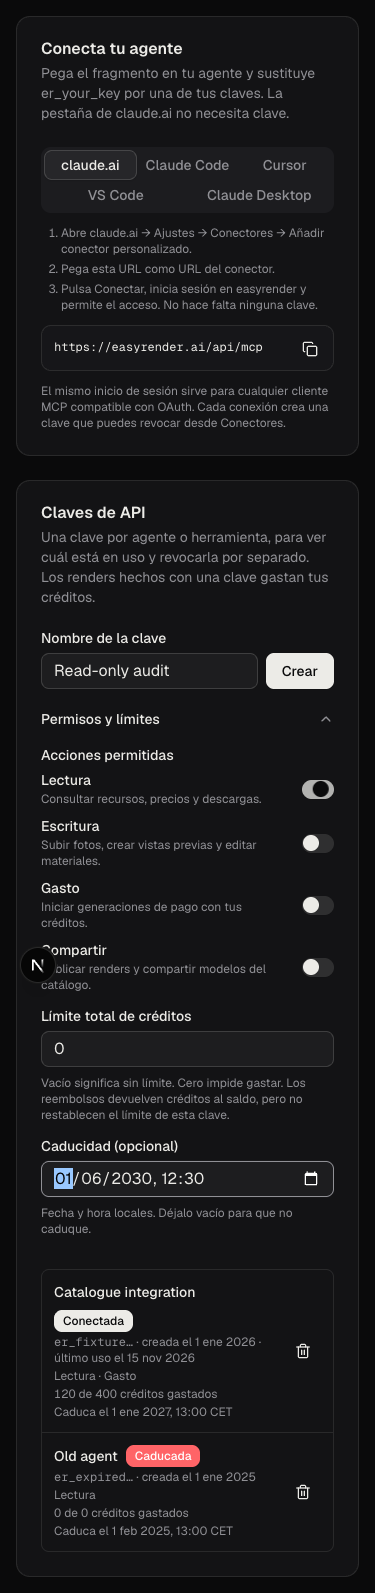 Conecta tu agente
Pega el fragmento en tu agente y sustituye
er_your_key por una de tus claves. La
pestaña de claude.ai no necesita clave.
claude.ai
Claude Code
Cursor
VS Code
Claude Desktop
1. Abre claude.ai → Ajustes → Conectores → Añadir
conector personalizado.
2. Pega esta URL como URL del conector.
3. Pulsa Conectar, inicia sesión en easyrender y
permite el acceso. No hace falta ninguna clave.
https://easyrender.ai/api/mcp
El mismo inicio de sesión sirve para cualquier cliente
MCP compatible con OAuth. Cada conexión crea una
clave que puedes revocar desde Conectores.
Claves de API
Una clave por agente o herramienta, para ver
cuál está en uso y revocarla por separado.
Los renders hechos con una clave gastan tus
créditos.
Nombre de la clave
Read-only audit
Crear
Permisos y límites
Acciones permitidas
Lectura
Consultar recursos, precios y descargas.
Escritura
Subir fotos, crear vistas previas y editar
materiales.
Gasto
Iniciar generaciones de pago con tus
créditos.
Compartir
N
renders y compartir modelos del
catálogo.
Límite total de créditos
0
Vacío significa sin límite. Cero impide gastar. Los
reembolsos devuelven créditos al saldo, pero no
restablecen el límite de esta clave.
Caducidad (opcional)
01/06/2030, 12:30
Fecha y hora locales. Déjalo vacío para que no
caduque.
Catalogue integration
Conectada
er_fixture… · creada el 1 ene 2026 ·
último uso el 15 nov 2026
Lectura · Gasto
120 de 400 créditos gastados
Caduca el 1 ene 2027, 13:00 CET
Old agent Caducada
er_expired… · creada el 1 ene 2025
Lectura
0 de 0 créditos gastados
Caduca el 1 feb 2025, 13:00 CET